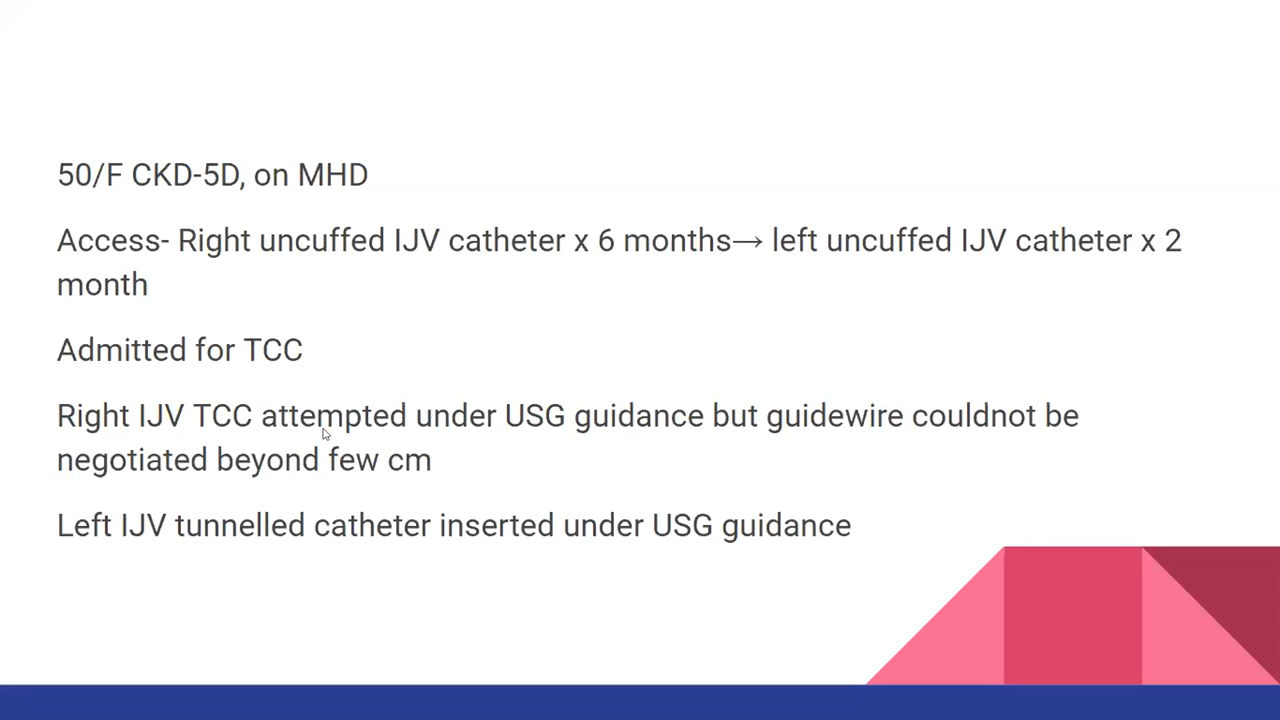 50/F CKD-5D, on MHD
Access- Right uncuffed IJV catheter x 6 months→ left uncuffed IJV catheter x 2
month
Admitted for TCC
Right IJV TCC attempted under USG guidance but guidewire couldnot be
negotiated beyond few cm
Left IJV tunnelled catheter inserted under USG guidance